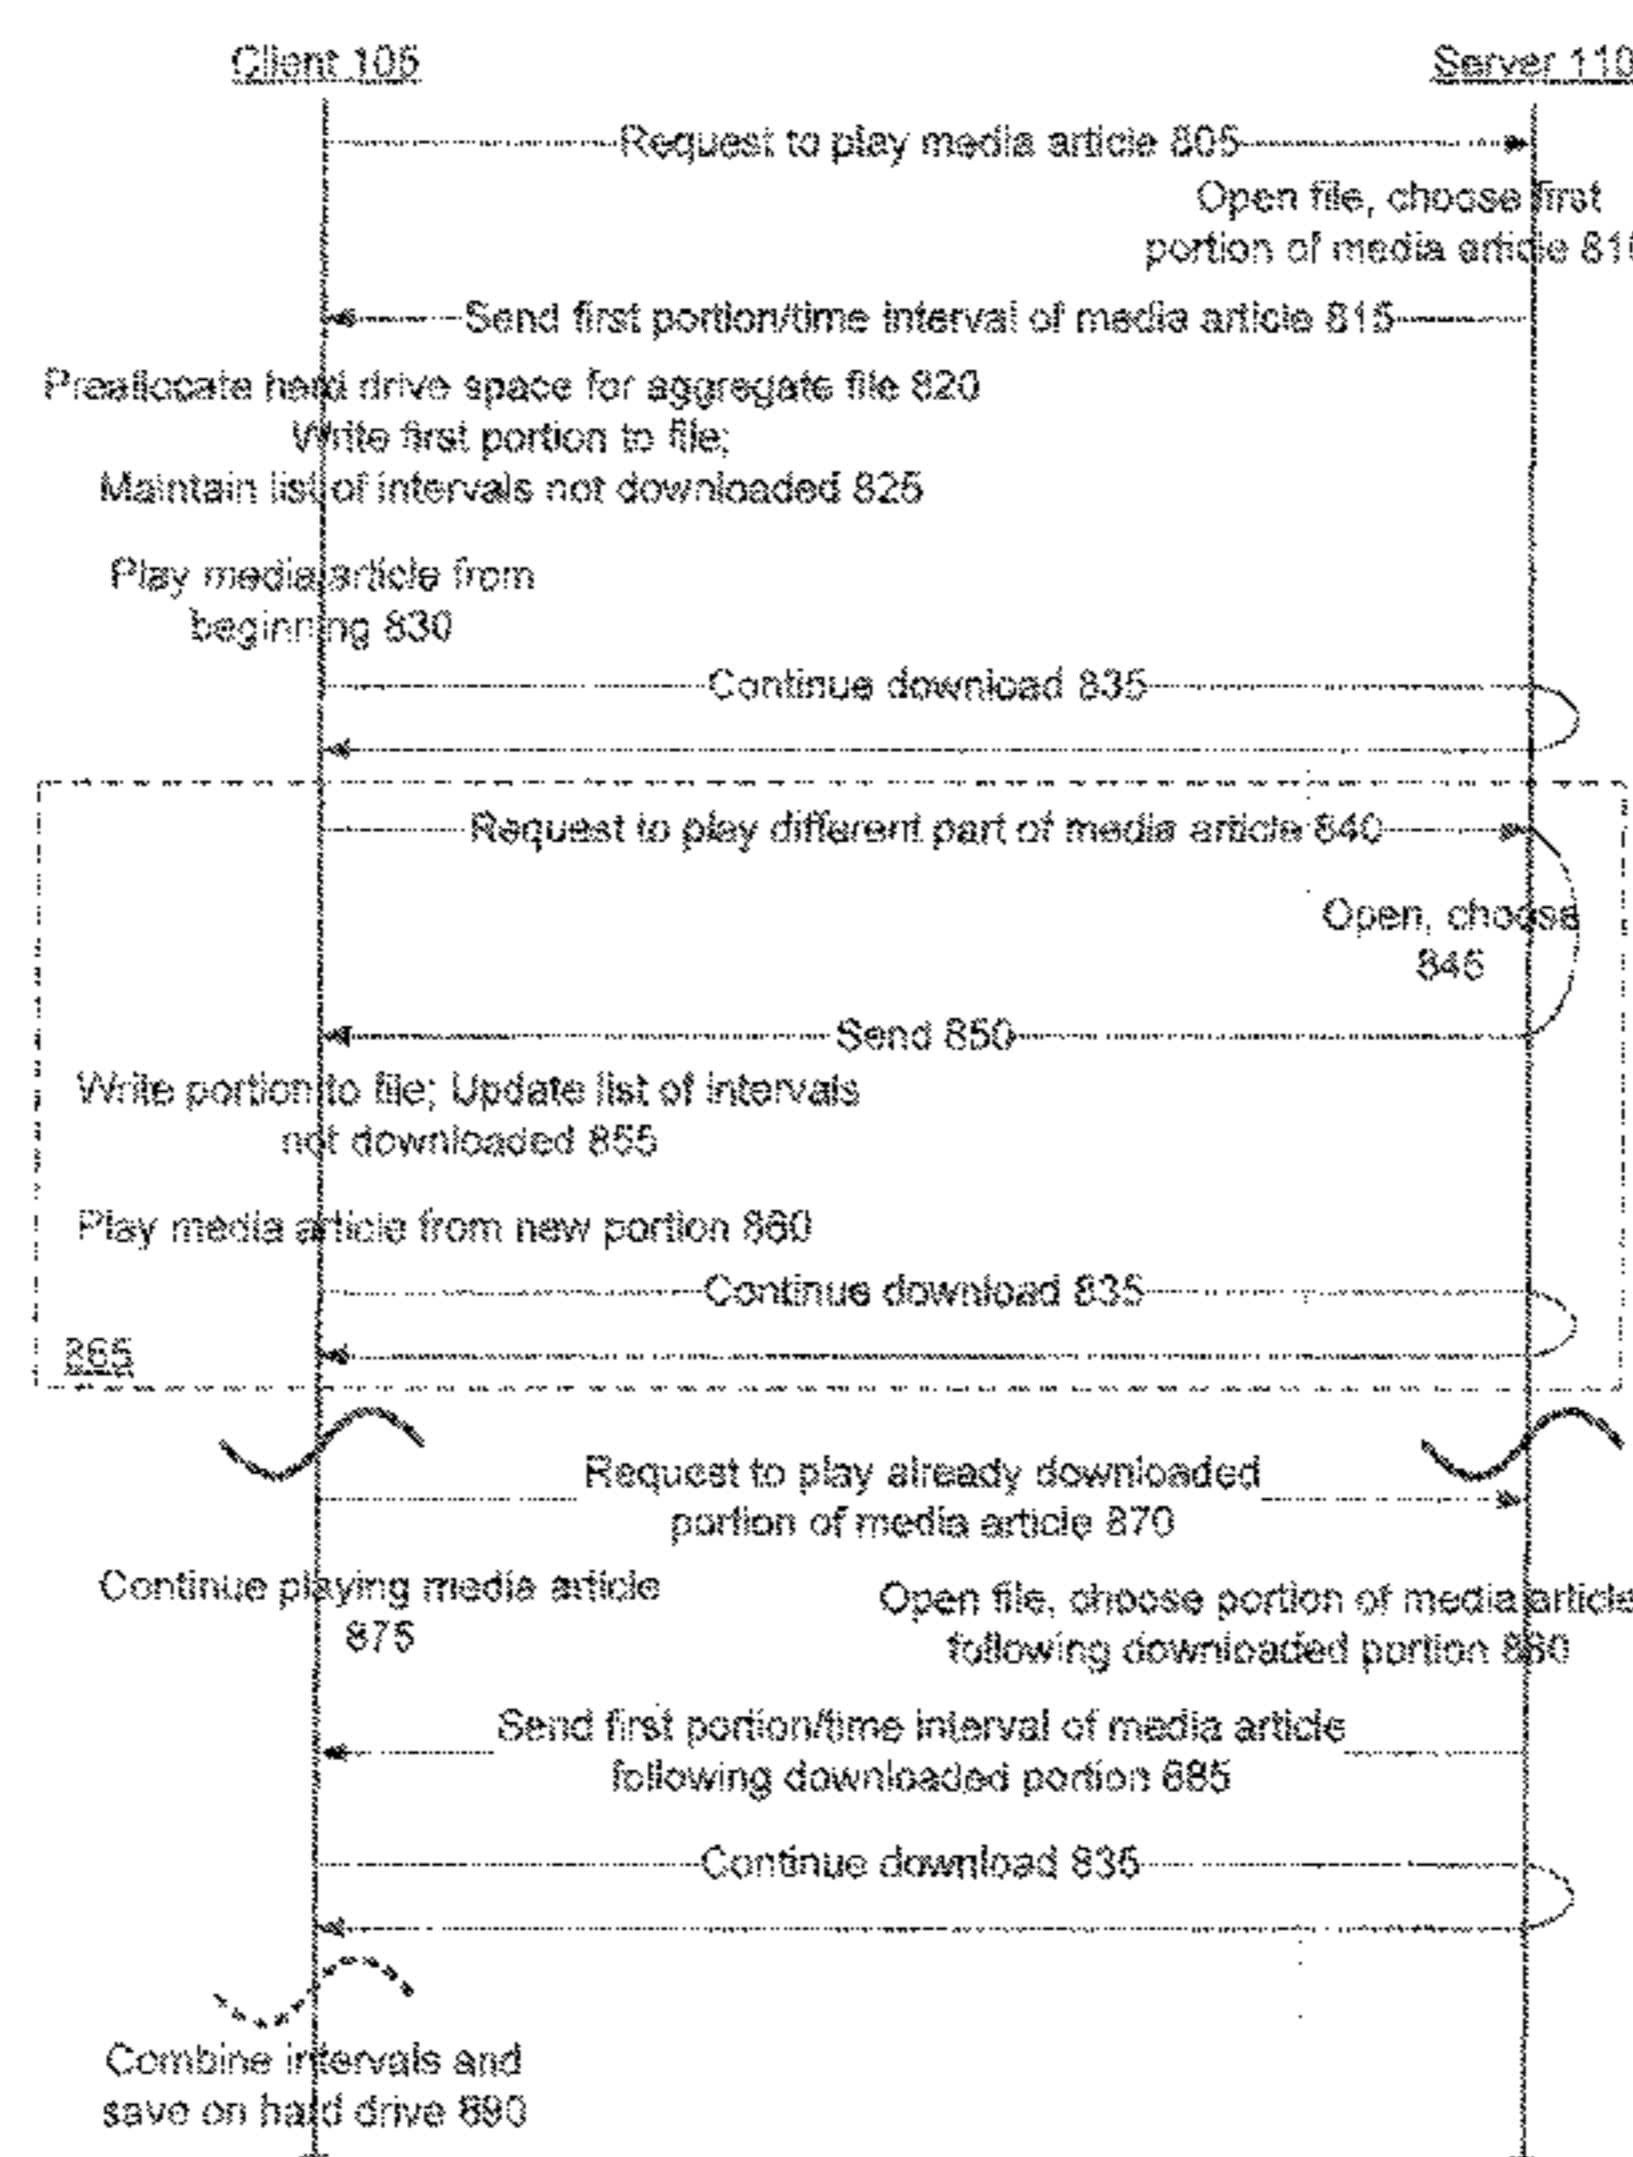 Client 105
Server 110
Request to play media article 805
Open file, choose first
portion of media article 810
Send first portion/time interval of media article 815
Preallocate hard drive space for aggregate file 820
Write first portion to file;
Maintain list of intervals not downloaded 825
Play media article from
beginning 830
Continue download 835
Request to play different part of media article 840
Open, choose
845
Send 850
Write portion to file; Update list of intervals
not downloaded 855
Play media article from new portion 860
Continue download 835
865
Request to play already downloaded
portion of media article 870
Continue playing media article
875
Open file, choose portion of media article
following downloaded portion 880
Send first portion/time interval of media article
following downloaded portion 885
Continue download 835
Combine intervals and
save on hard drive 890